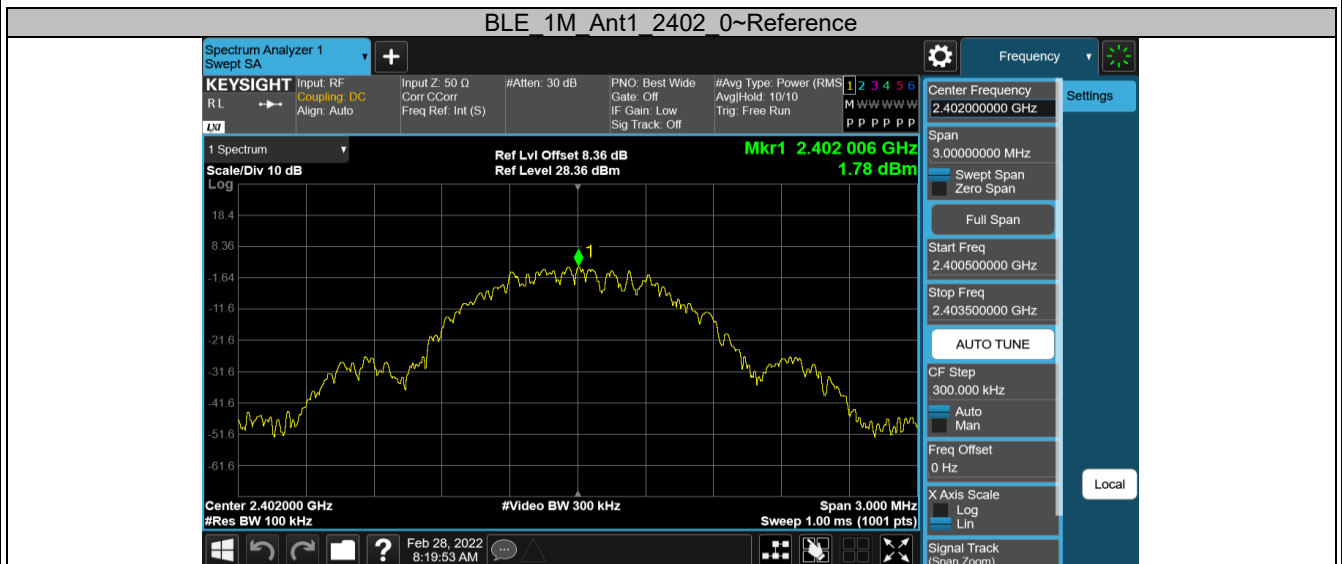 BLE_1M_Ant1_2402_0~Reference
Spectrum Analyzer 1
Swept SA
+
Frequency
KEYSIGHT
RL
LXI
Input: RF
Coupling: DC
Align: Auto
Input Z: 50 Ω
Corr CCorr
Freq Ref: Int (S)
#Atten: 30 dB
PNO: Best Wide
Gate: Off
IF Gain: Low
Sig Track: Off
#Avg Type: Power (RMS
Avg|Hold: 10/10
Trig: Free Run
1 2 3 4 5 6
M W W W W W
P P P P P P
1 Spectrum
Scale/Div 10 dB
Log
Ref Lvl Offset 8.36 dB
Ref Level 28.36 dBm
Mkr1 2.402 006 GHz
1.78 dBm
18.4
8.36
-1.64
-11.6
-21.6
-31.6
-41.6
-51.6
-61.6
1
Center 2.402000 GHz
#Res BW 100 kHz
#Video BW 300 kHz
Span 3.000 MHz
Sweep 1.00 ms (1001 pts)
Center Frequency
2.402000000 GHz
Settings
Span
3.00000000 MHz
Swept Span
Zero Span
Full Span
Start Freq
2.400500000 GHz
Stop Freq
2.403500000 GHz
AUTO TUNE
CF Step
300.000 kHz
Auto
Man
Freq Offset
0 Hz
X Axis Scale
Log
Lin
Local
Signal Track
(Span Zoom)
?
Feb 28, 2022
8:19:53 AM